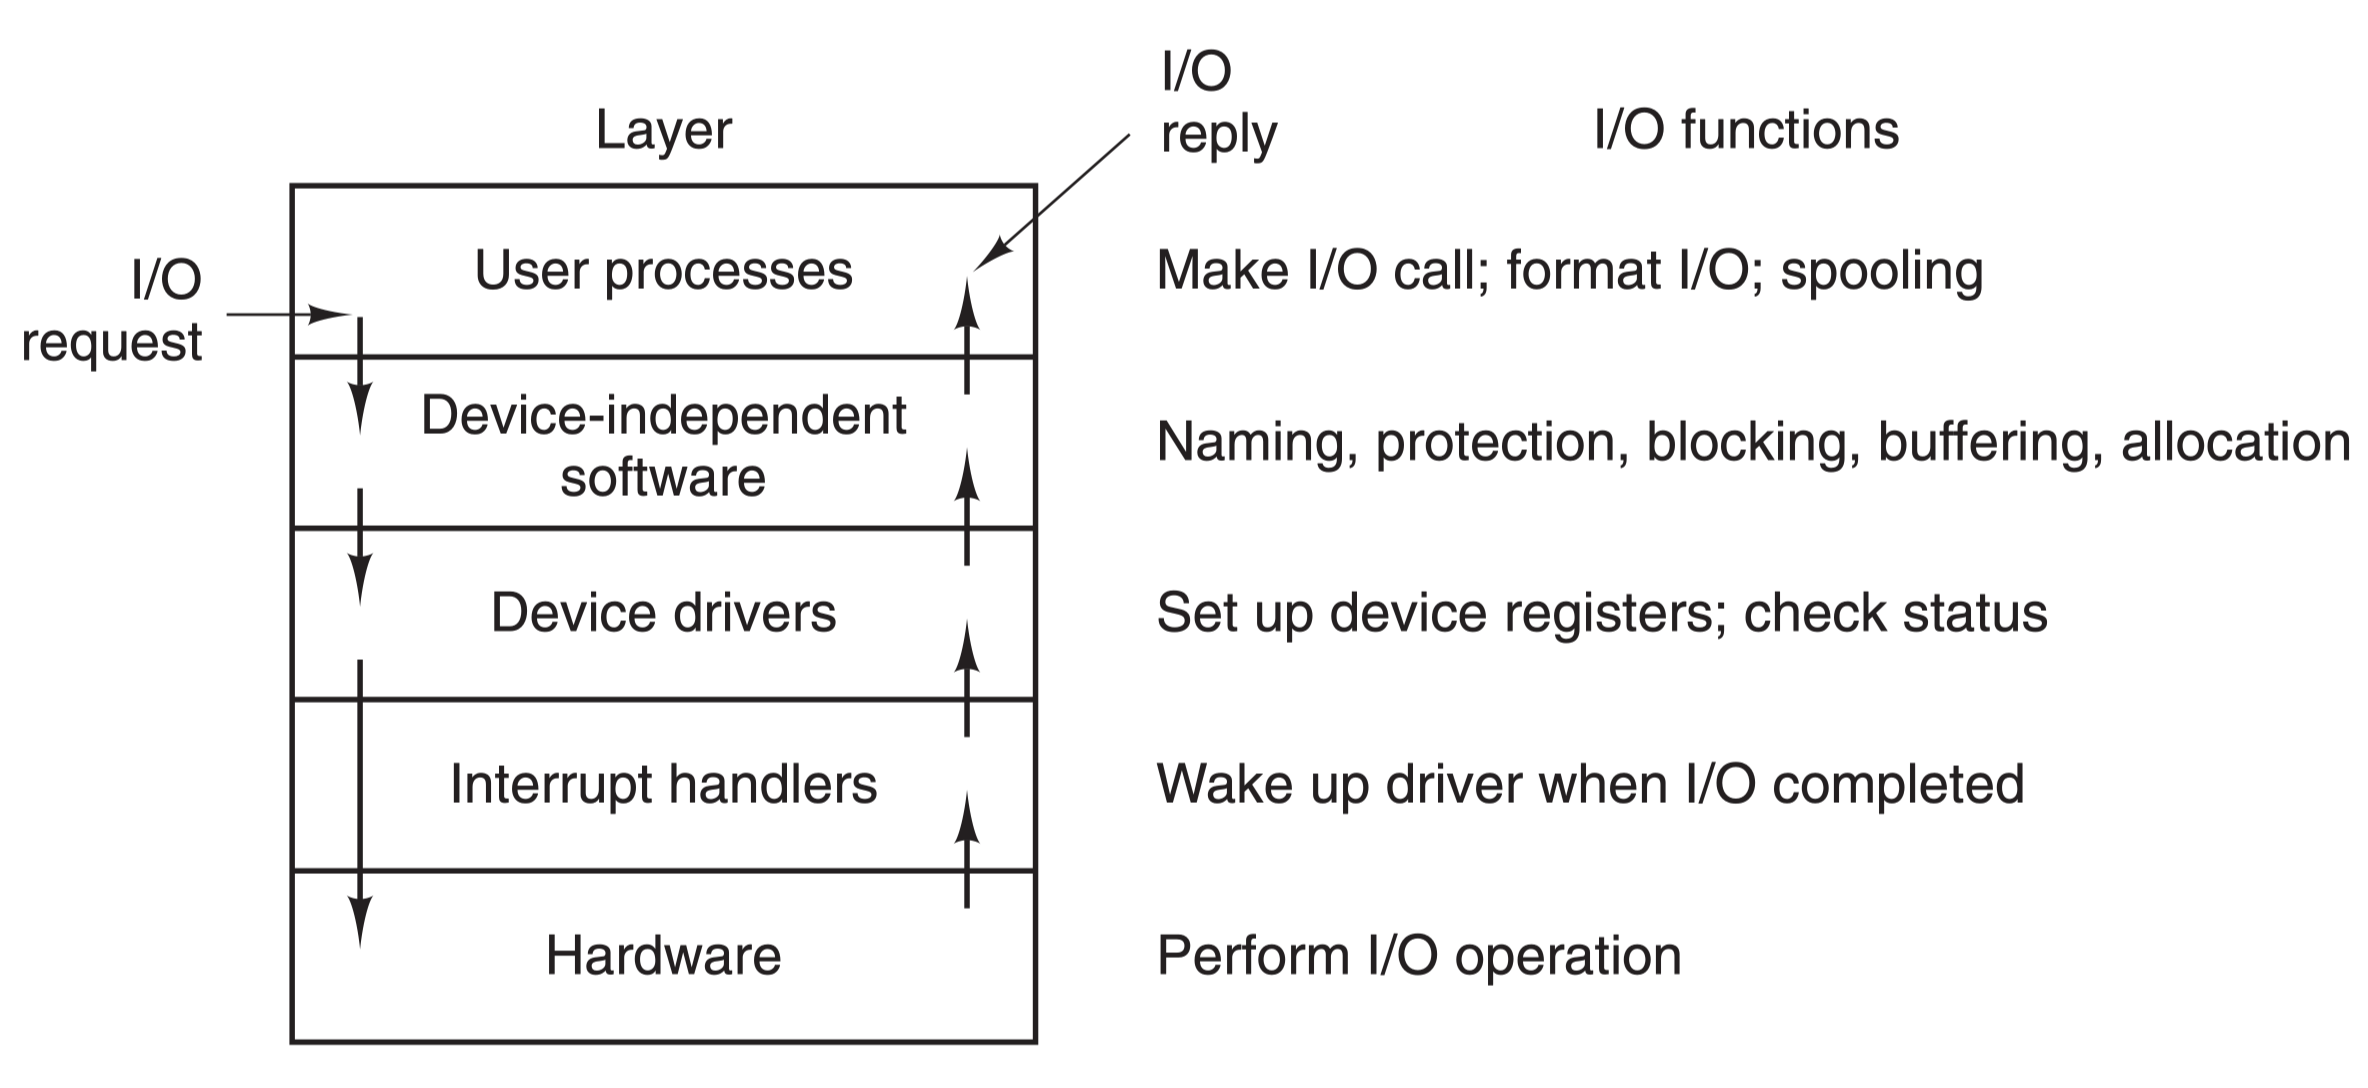 I/O
reply
Layer
I/O functions
I/O
request
User processes
Make I/O call; format I/O; spooling
Device-independent
software
Naming, protection, blocking, buffering, allocation
Device drivers
Set up device registers; check status
Interrupt handlers
Wake up driver when I/O completed
Hardware
Perform I/O operation